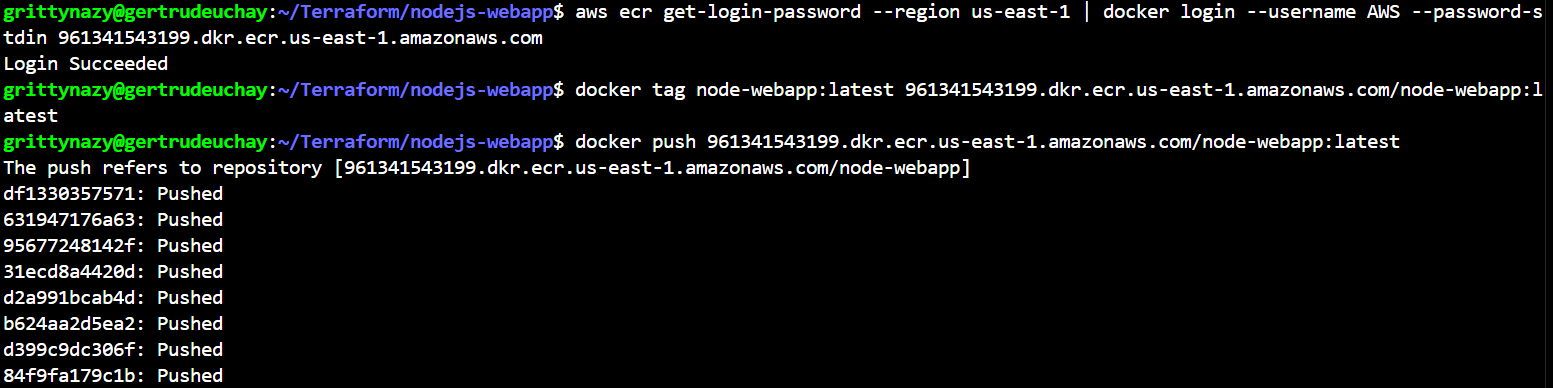 grittynazy@gertrudeuchay:~/Terraform/nodejs-webapp$ aws ecr get-login-password --region us-east-1 | docker login --username AWS --password-s
tdin 961341543199.dkr.ecr.us-east-1.amazonaws.com
Login Succeeded
grittynazy@gertrudeuchay:~/Terraform/nodejs-webapp$ docker tag node-webapp:latest 961341543199.dkr.ecr.us-east-1.amazonaws.com/node-webapp:l
atest
grittynazy@gertrudeuchay:~/Terraform/nodejs-webapp$ docker push 961341543199.dkr.ecr.us-east-1.amazonaws.com/node-webapp:latest
The push refers to repository [961341543199.dkr.ecr.us-east-1.amazonaws.com/node-webapp]
df1330357571: Pushed
631947176a63: Pushed
95677248142f: Pushed
31ecd8a4420d: Pushed
d2a991bcab4d: Pushed
b624aa2d5ea2: Pushed
d399c9dc306f: Pushed
84f9fa179c1b: Pushed